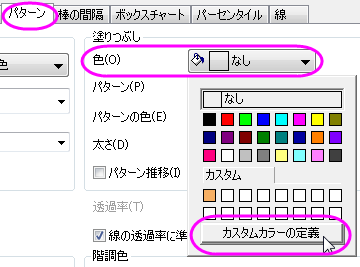 パターン 棒の間隔 ボックスチャート パーセンタイル 線
塗りつぶし
色 色(O) なし
パターン(P)
なし
パターンの色(E)
太さ(D)
カスタム
パターン推移(I)
透過率(T)
カスタムカラーの定義
線の透過率に準
階調色